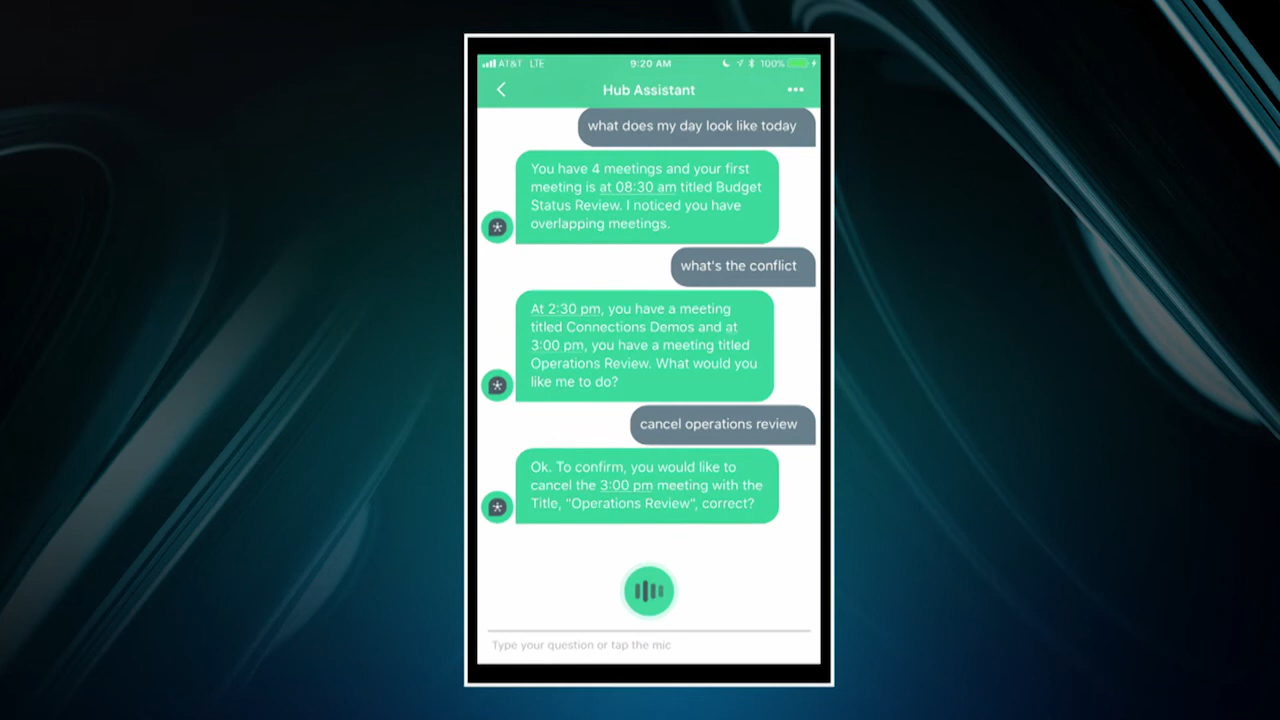 AT&T LTE 9:20 AM 100%
Hub Assistant
what does my day look like today
You have 4 meetings and your first
meeting is at 08:30 am titled Budget
Status Review. I noticed you have
overlapping meetings.
what's the conflict
At 2:30 pm, you have a meeting
titled Connections Demos and at
3:00 pm, you have a meeting titled
Operations Review. What would you
like me to do?
cancel operations review
Ok. To confirm, you would like to
cancel the 3:00 pm meeting with the
Title, "Operations Review", correct?
Type your question or tap the mic